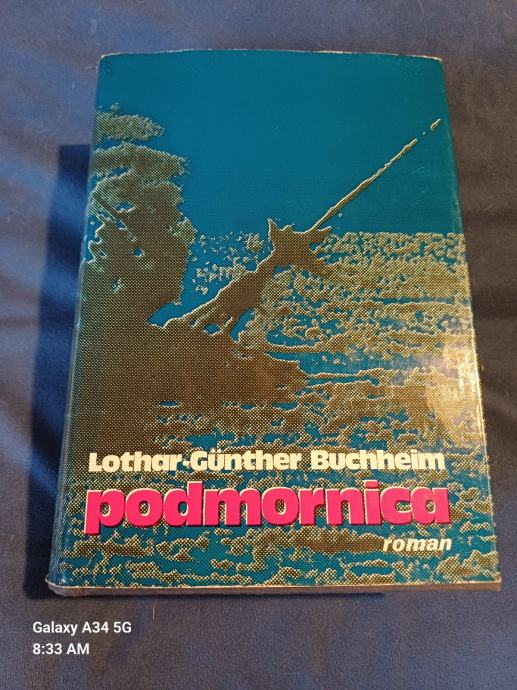 Lothar-Günther Buchheim
podmornica
roman
Galaxy A34 5G
8:33 AM